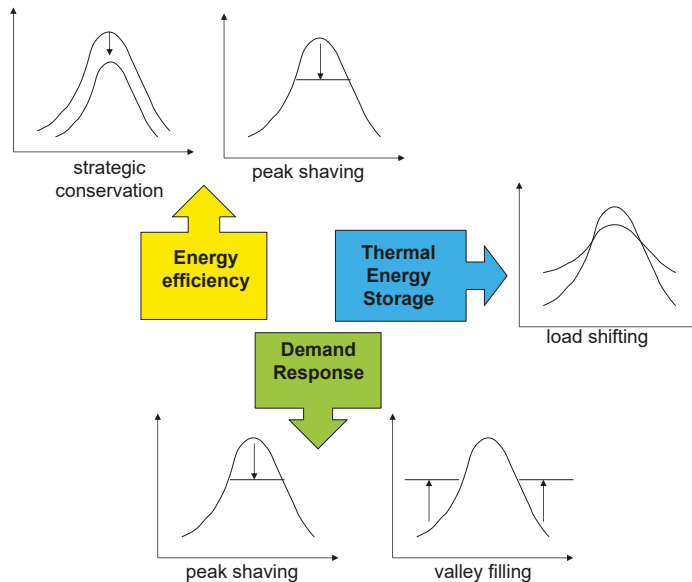 strategic
conservation
peak shaving
Energy
efficiency
Thermal
Energy
Storage
load shifting
Demand
Response
peak shaving
valley filling